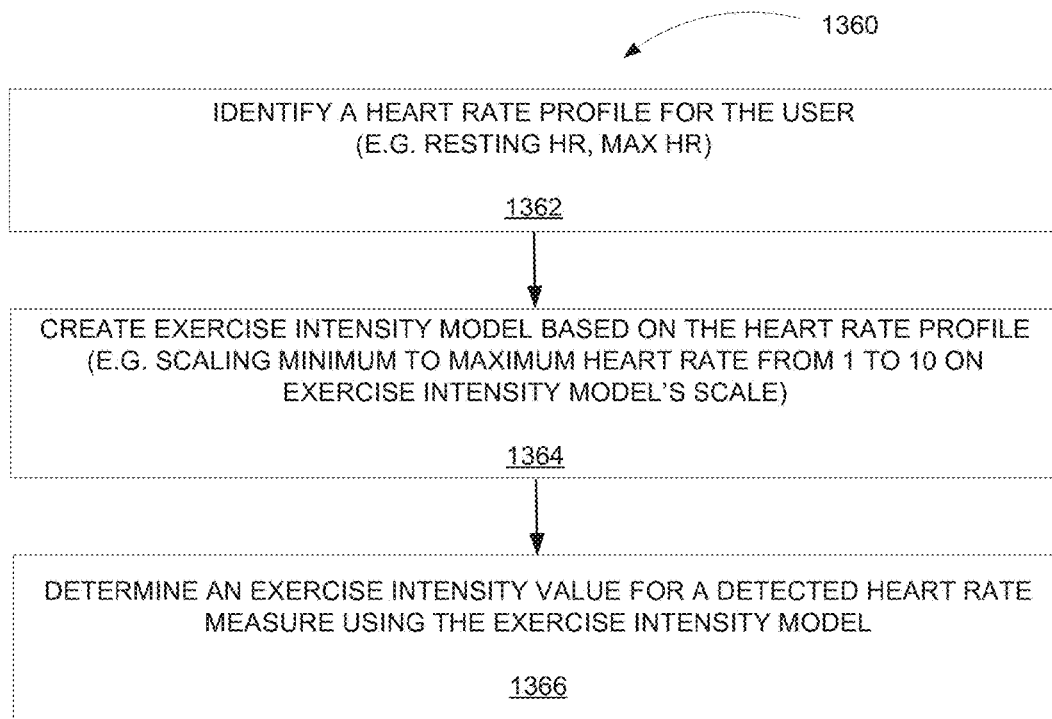 1360
IDENTIFY A HEART RATE PROFILE FOR THE USER
(E.G. RESTING HR, MAX HR)
1362
CREATE EXERCISE INTENSITY MODEL BASED ON THE HEART RATE PROFILE
(E.G. SCALING MINIMUM TO MAXIMUM HEART RATE FROM 1 TO 10 ON
EXERCISE INTENSITY MODEL'S SCALE)
1364
DETERMINE AN EXERCISE INTENSITY VALUE FOR A DETECTED HEART RATE
MEASURE USING THE EXERCISE INTENSITY MODEL
1366